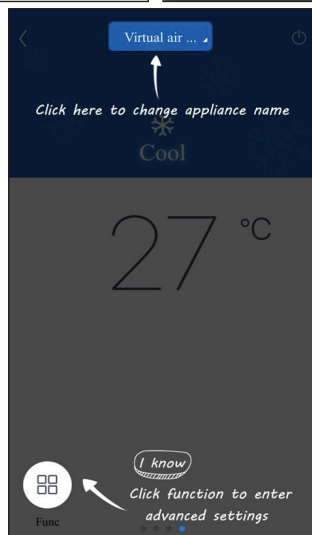 Virtual air ...
Click here to change appliance name
Cool
27 °C
I know
Click function to enter
advanced settings
Func